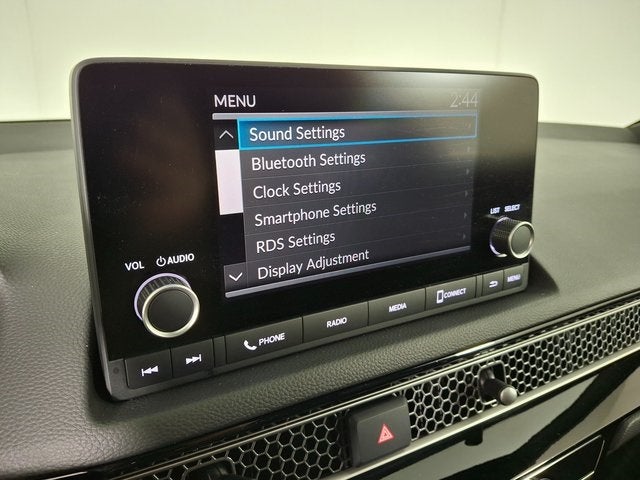 MENU 2:44
Sound Settings
Bluetooth Settings
Clock Settings
Smartphone Settings
RDS Settings
Display Adjustment
VOL AUDIO
LIST SELECT
PHONE RADIO MEDIA CONNECT MENU